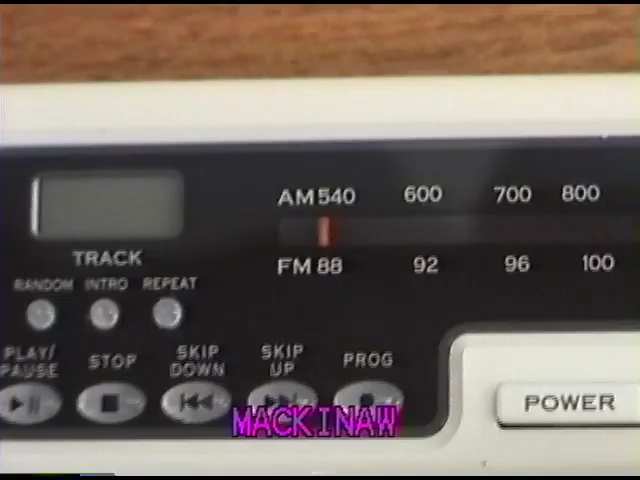 AM 540 600 700 800
FM 88 92 96 100
TRACK
RANDOM INTRO REPEAT
PLAY/
PAUSE
STOP
SKIP
DOWN
SKIP
UP
PROG
POWER
MACKINAW